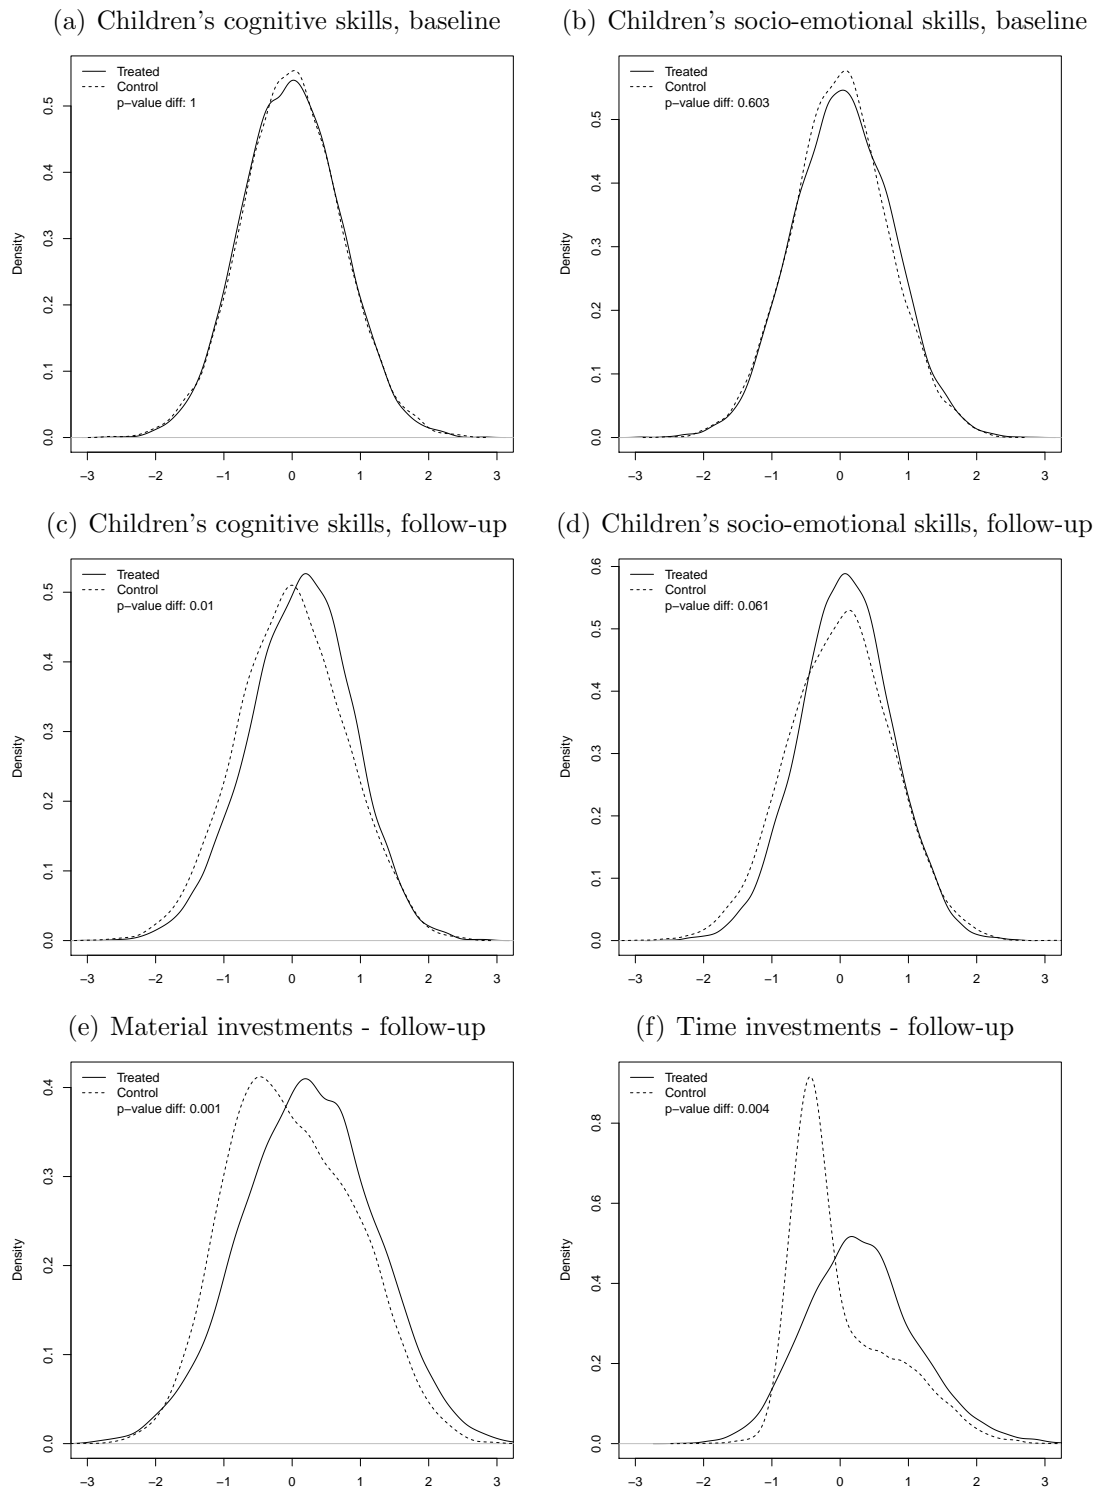 (a) Children's cognitive skills, baseline
Treated
Control
p−value diff: 1
Density
0.0 0.1 0.2 0.3 0.4 0.5
−3 −2 −1 0 1 2 3
(b) Children's socio-emotional skills, baseline
Treated
Control
p−value diff: 0.603
Density
0.0 0.1 0.2 0.3 0.4 0.5
−3 −2 −1 0 1 2 3
(c) Children's cognitive skills, follow-up
Treated
Control
p−value diff: 0.01
Density
0.0 0.1 0.2 0.3 0.4 0.5
−3 −2 −1 0 1 2 3
(d) Children's socio-emotional skills, follow-up
Treated
Control
p−value diff: 0.061
Density
0.0 0.1 0.2 0.3 0.4 0.5 0.6
−3 −2 −1 0 1 2 3
(e) Material investments - follow-up
Treated
Control
p−value diff: 0.001
Density
0.0 0.1 0.2 0.3 0.4
−3 −2 −1 0 1 2 3
(f) Time investments - follow-up
Treated
Control
p−value diff: 0.004
Density
0.0 0.2 0.4 0.6 0.8
−3 −2 −1 0 1 2 3